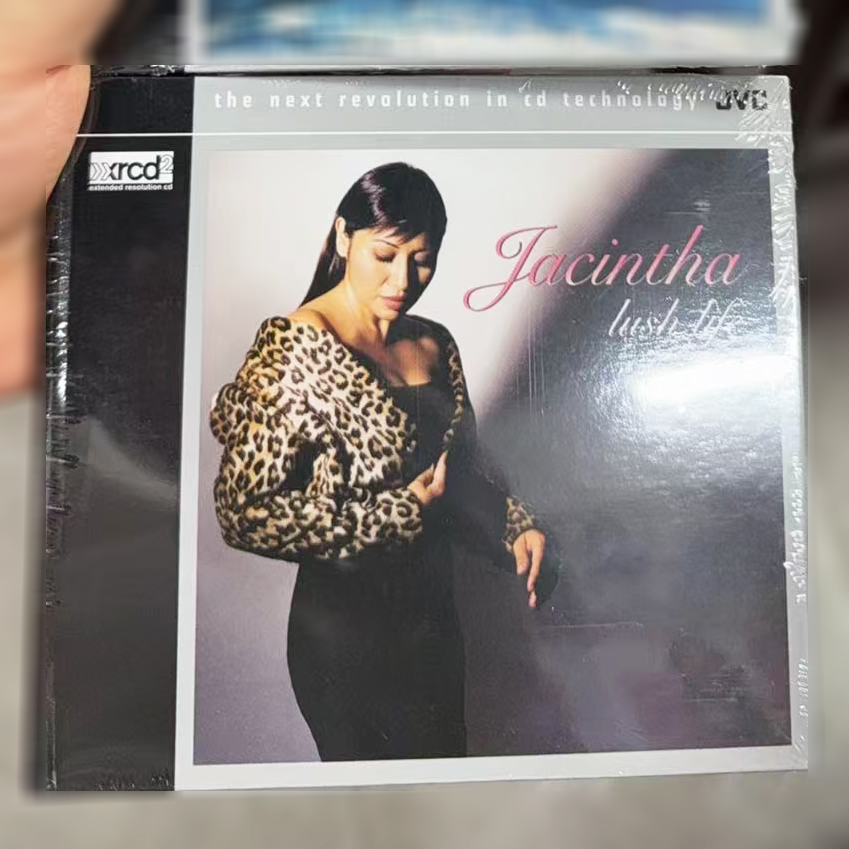 the next revolution in cd technology JVC
xrcd2
extended resolution cd
Jacintha
lush life